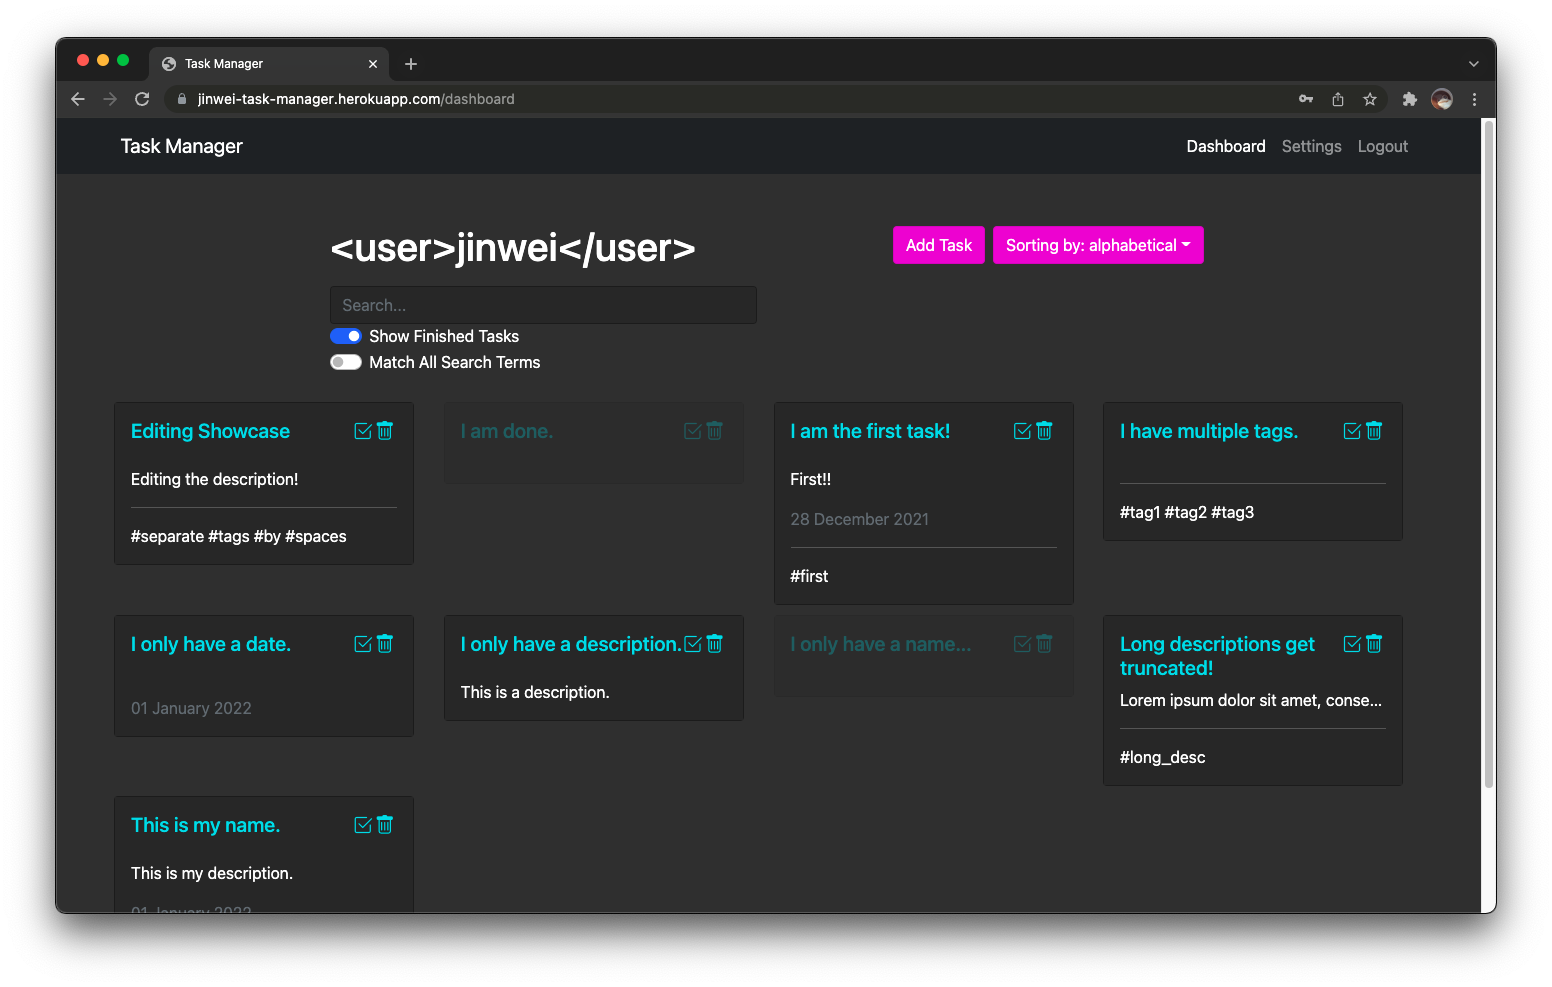 Task Manager
jinwei-task-manager.herokuapp.com/dashboard
Task Manager
Dashboard Settings Logout
<user>jinwei</user>
Add Task
Sorting by: alphabetical
Search...
Show Finished Tasks
Match All Search Terms
Editing Showcase
Editing the description!
#separate #tags #by #spaces
I am done.
I am the first task!
First!!
28 December 2021
#first
I have multiple tags.
#tag1 #tag2 #tag3
I only have a date.
01 January 2022
I only have a description.
This is a description.
I only have a name...
Long descriptions get
truncated!
Lorem ipsum dolor sit amet, conse...
#long_desc
This is my name.
This is my description.
01 January 2022